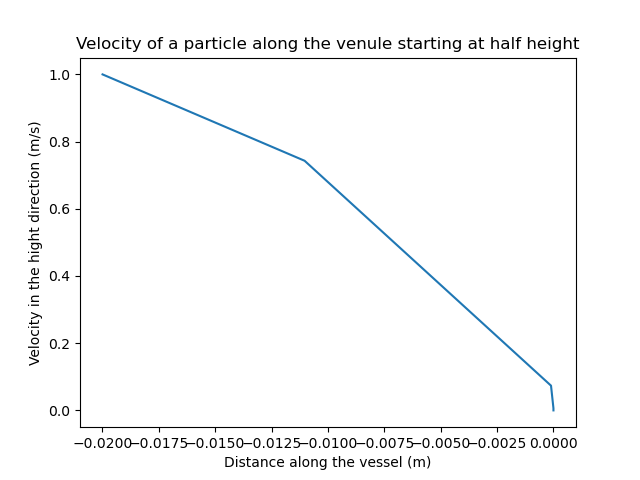 Velocity of a particle along the venule starting at half height
Velocity in the hight direction (m/s)
1.0
0.8
0.6
0.4
0.2
0.0
−0.0200 −0.0175 −0.0150 −0.0125 −0.0100 −0.0075 −0.0050 −0.0025 0.0000
Distance along the vessel (m)